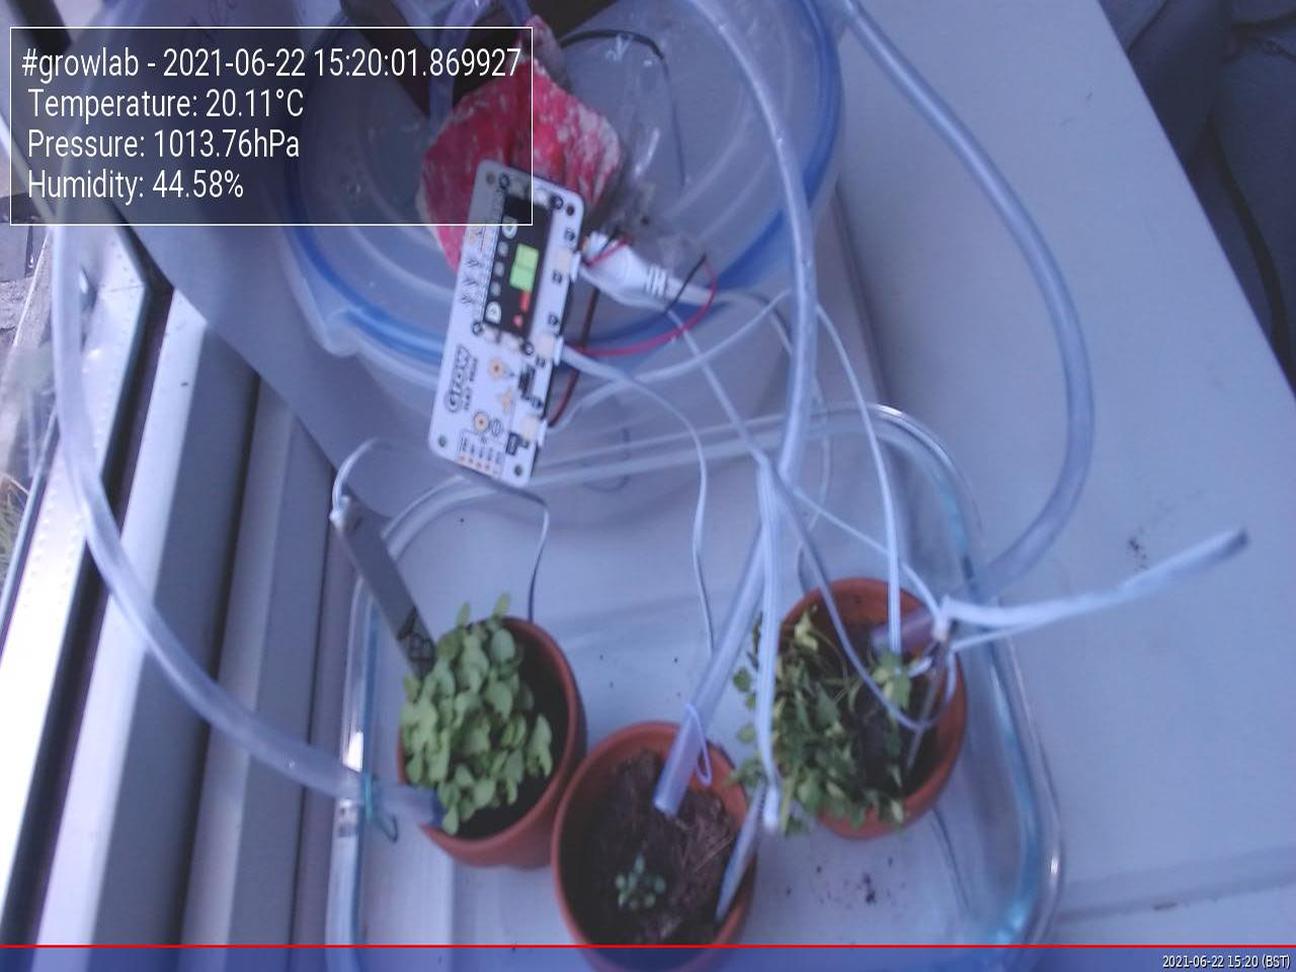 #growlab - 2021-06-22 15:20:01.869927
Temperature: 20.11°C
Pressure: 1013.76hPa
Humidity: 44.58%
GROW
2021-06-22 15:20 (BST)